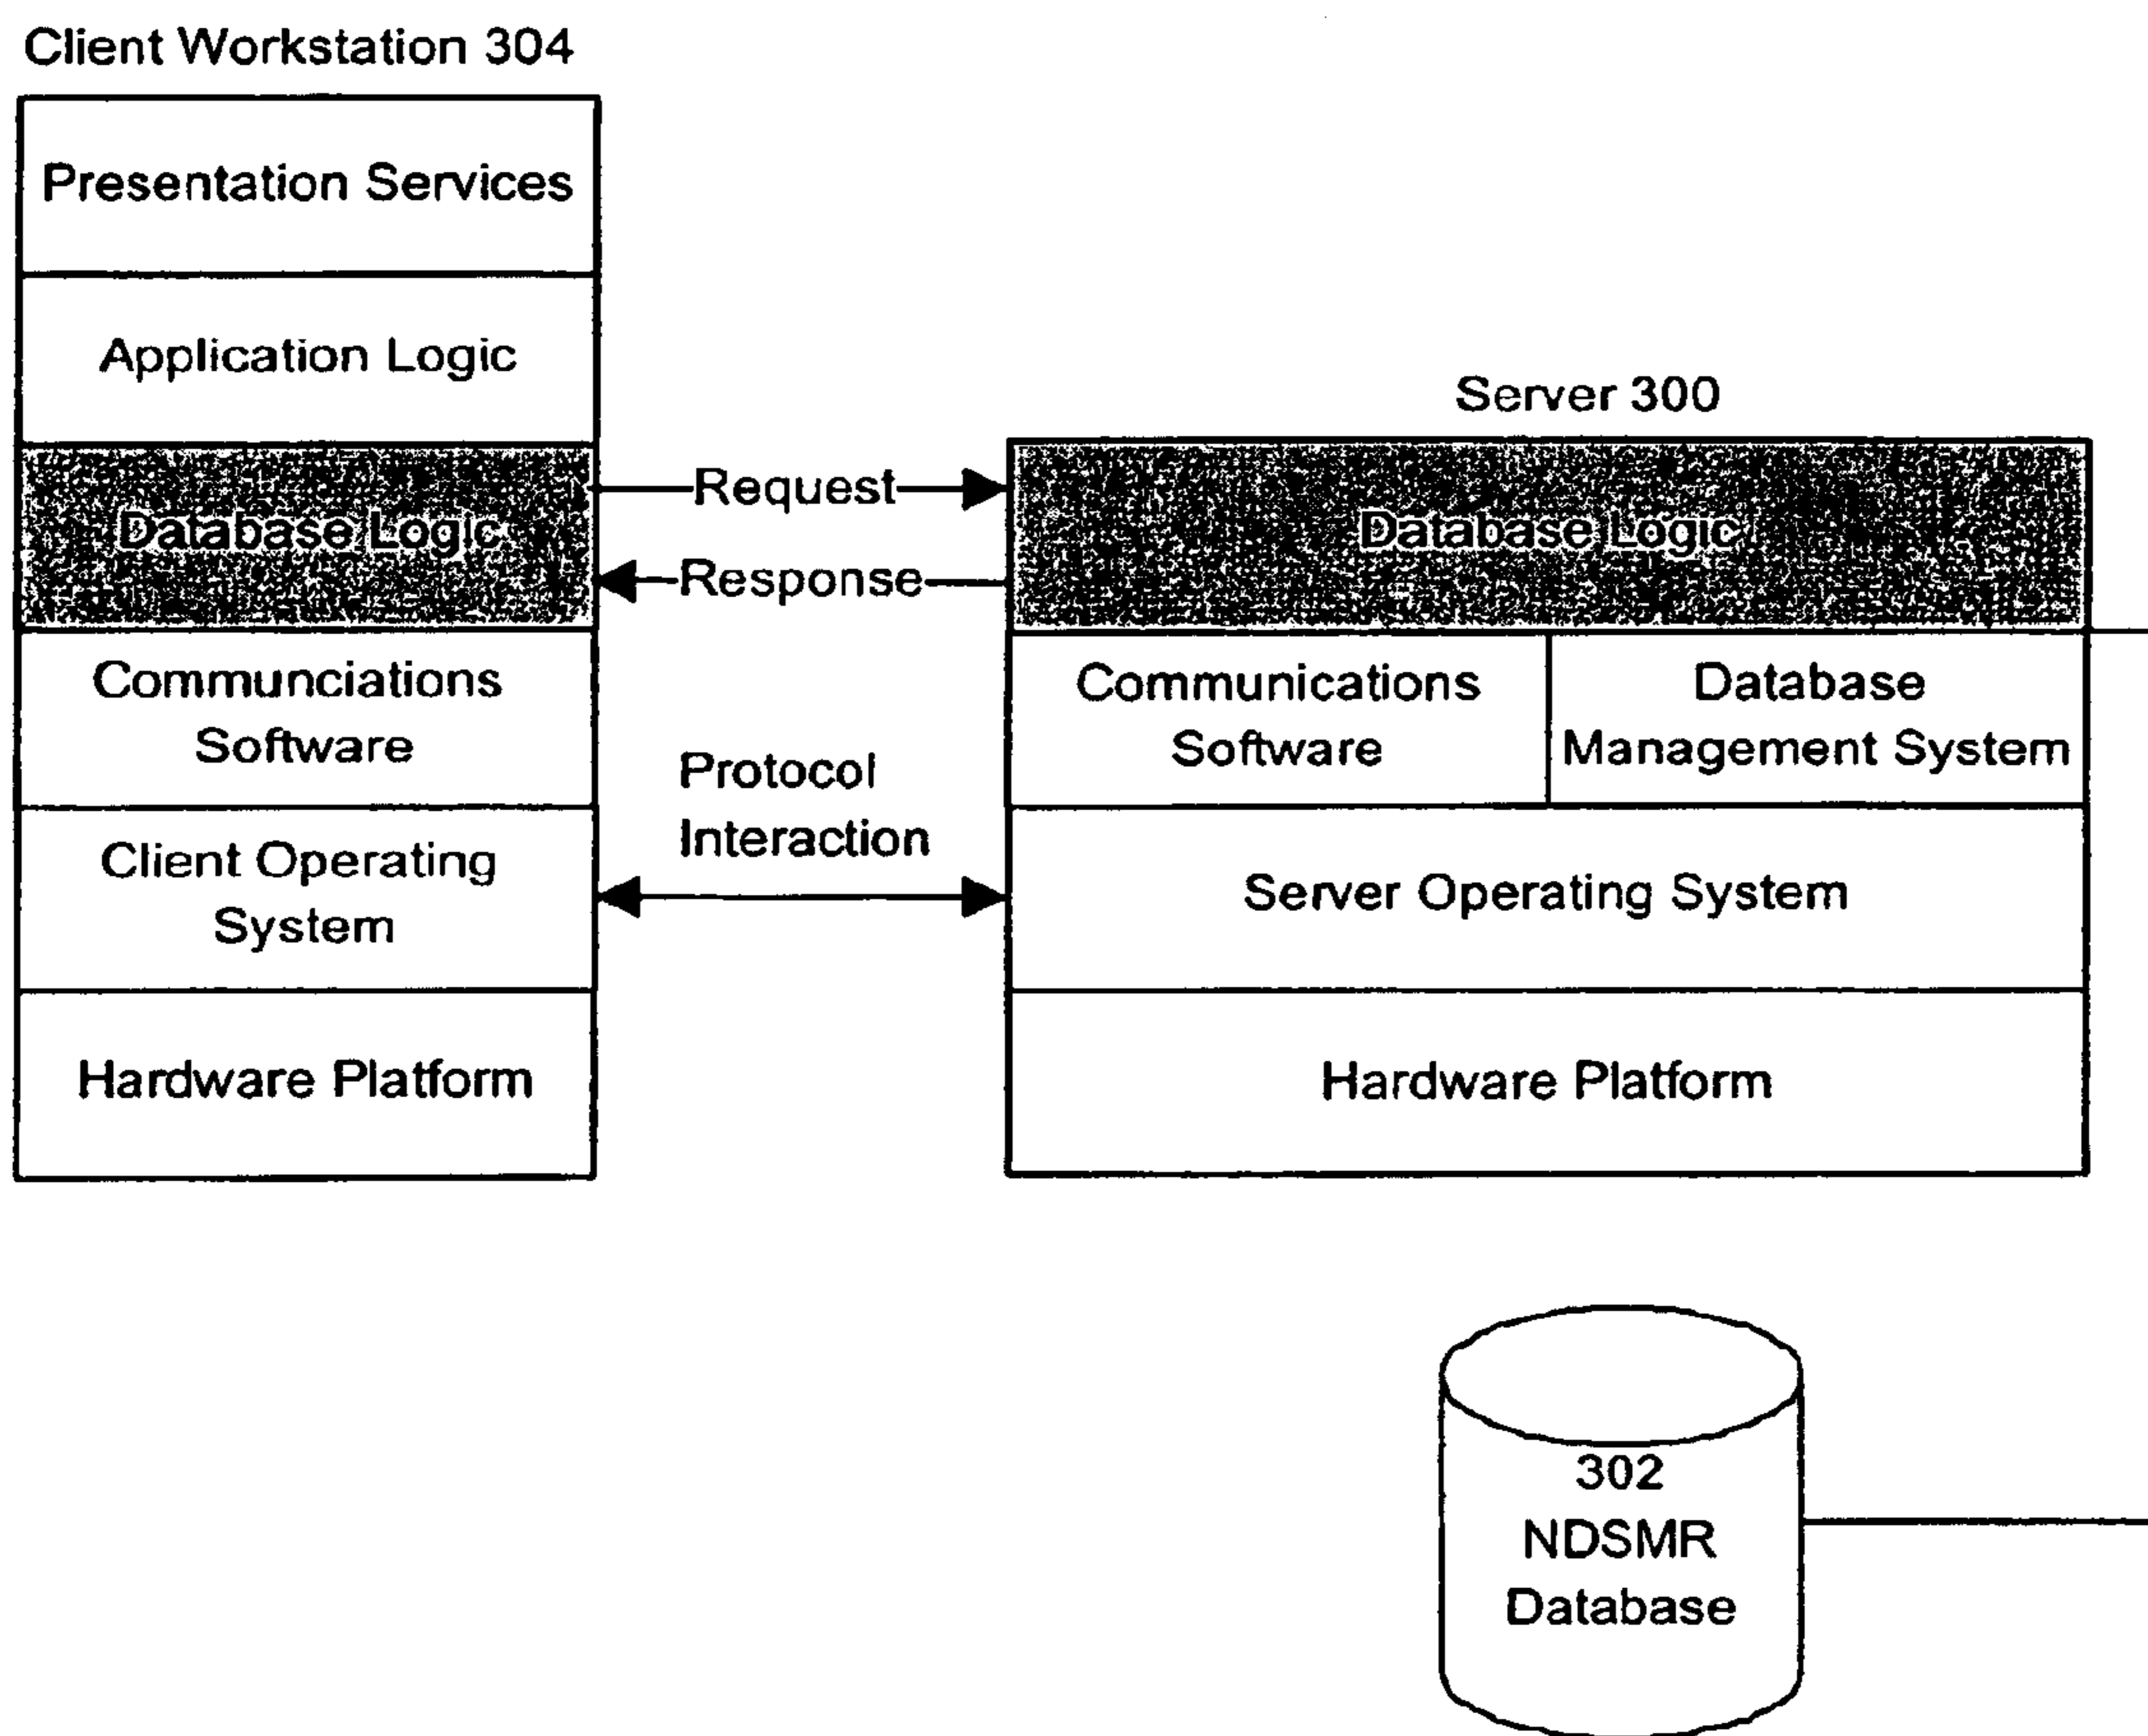 Client Workstation 304
Presentation Services
Application Logic
Database Logic
Communciations
Software
Client Operating
System
Hardware Platform
Request
Response
Protocol
Interaction
Server 300
Database Logic
Communications
Software
Database
Management System
Server Operating System
Hardware Platform
302
NDSMR
Database